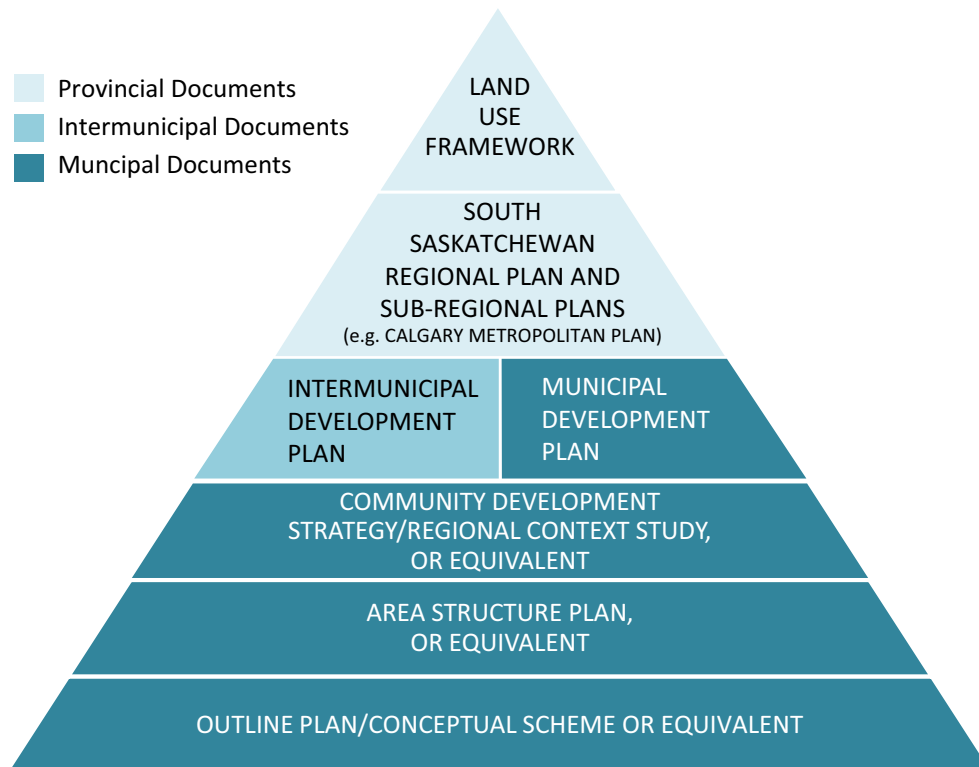 Provincial Documents
Intermunicipal Documents
Muncipal Documents
LAND
USE
FRAMEWORK
SOUTH
SASKATCHEWAN
REGIONAL PLAN AND
SUB-REGIONAL PLANS
(e.g. CALGARY METROPOLITAN PLAN)
INTERMUNICIPAL
DEVELOPMENT
PLAN
MUNICIPAL
DEVELOPMENT
PLAN
COMMUNITY DEVELOPMENT
STRATEGY/REGIONAL CONTEXT STUDY,
OR EQUIVALENT
AREA STRUCTURE PLAN,
OR EQUIVALENT
OUTLINE PLAN/CONCEPTUAL SCHEME OR EQUIVALENT